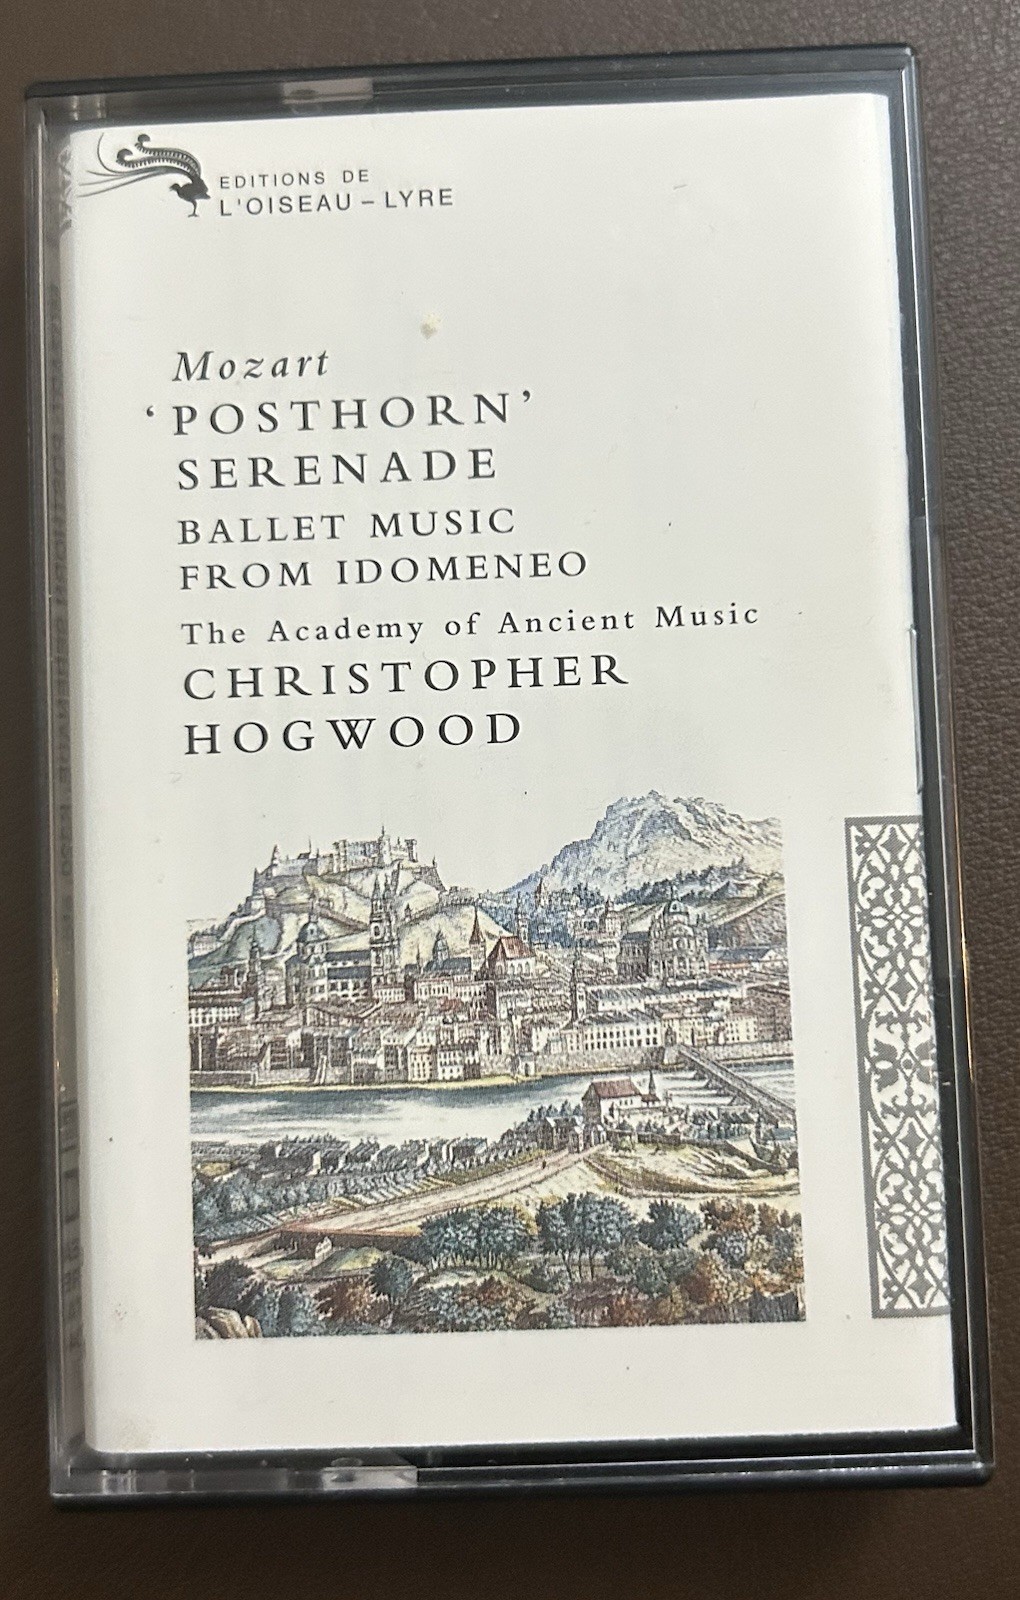 EDITIONS DE
L'OISEAU – LYRE
Mozart
‘POSTHORN’
SERENADE
BALLET MUSIC
FROM IDOMENEO
The Academy of Ancient Music
CHRISTOPHER
HOGWOOD